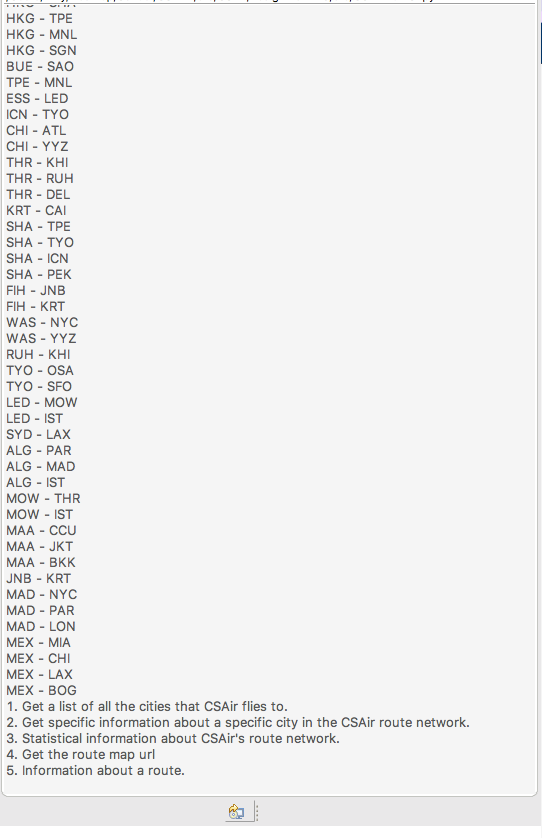 HKG - TPE
HKG - MNL
HKG - SGN
BUE - SAO
TPE - MNL
ESS - LED
ICN - TYO
CHI - ATL
CHI - YYZ
THR - KHI
THR - RUH
THR - DEL
KRT - CAI
SHA - TPE
SHA - TYO
SHA - ICN
SHA - PEK
FIH - JNB
FIH - KRT
WAS - NYC
WAS - YYZ
RUH - KHI
TYO - OSA
TYO - SFO
LED - MOW
LED - IST
SYD - LAX
ALG - PAR
ALG - MAD
ALG - IST
MOW - THR
MOW - IST
MAA - CCU
MAA - JKT
MAA - BKK
JNB - KRT
MAD - NYC
MAD - PAR
MAD - LON
MEX - MIA
MEX - CHI
MEX - LAX
MEX - BOG
1. Get a list of all the cities that CSAir flies to.
2. Get specific information about a specific city in the CSAir route network.
3. Statistical information about CSAir's route network.
4. Get the route map url
5. Information about a route.